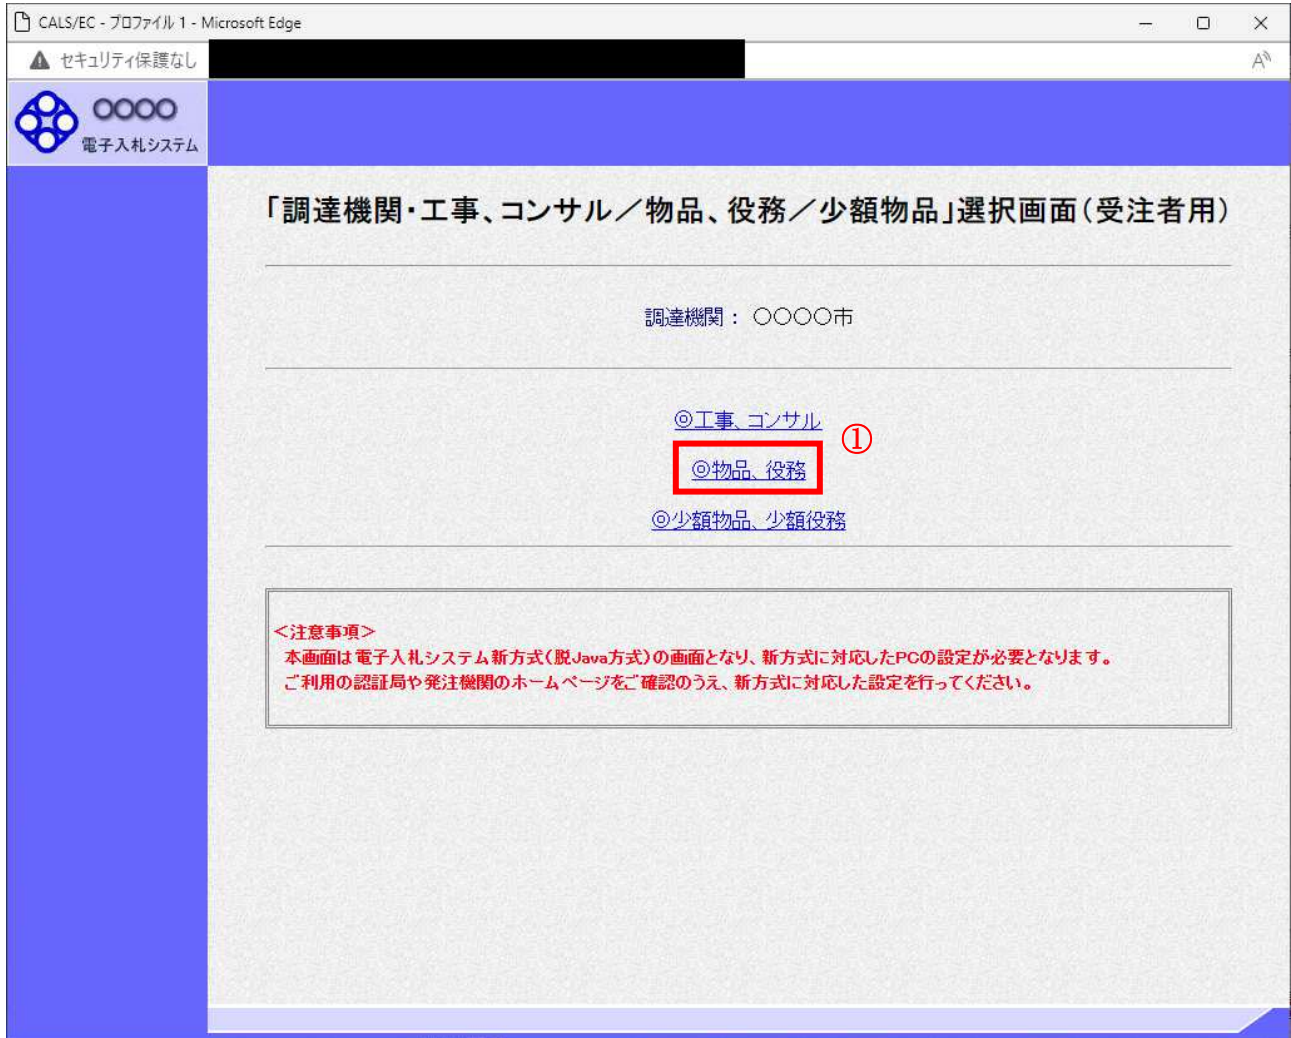 CALS/EC - プロファイル 1 - Microsoft Edge
セキュリティ保護なし
A
○○○○
電子入札システム
「調達機関・工事、コンサル／物品、役務／少額物品」選択画面（受注者用）
調達機関： ○○○○市
◎工事、コンサル
①
◎物品、役務
◎少額物品、少額役務
＜注意事項＞
本画面は電子入札システム新方式（脱Java方式）の画面となり、新方式に対応したPCの設定が必要となります。
ご利用の認証局や発注機関のホームページをご確認のうえ、新方式に対応した設定を行ってください。